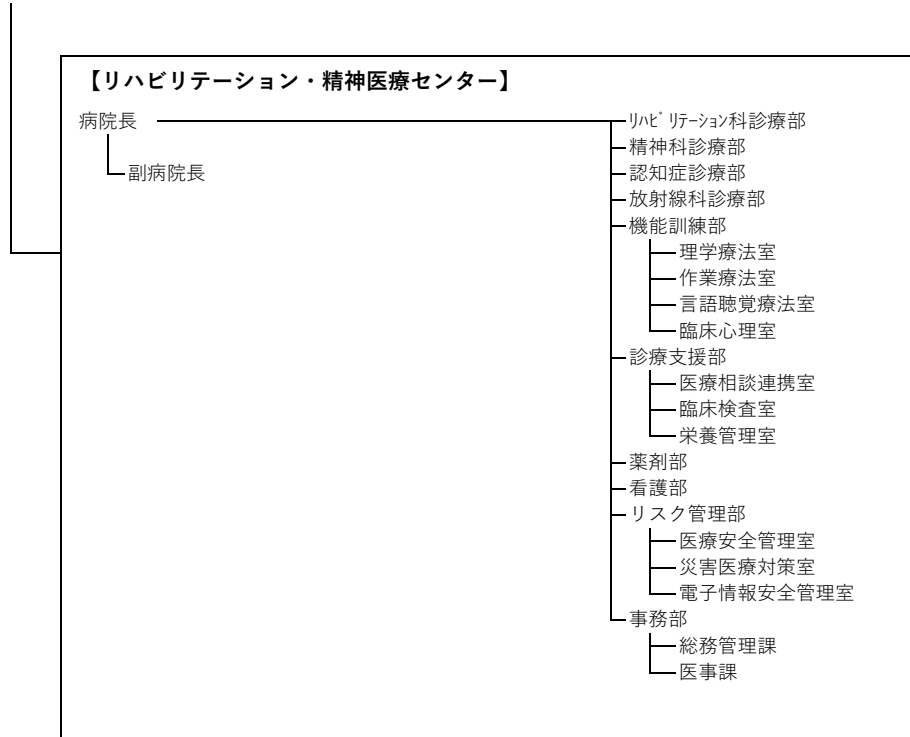 【リハビリテーション・精神医療センター】
病院長
ﾘﾊﾋﾞﾘﾃｰｼｮﾝ科診療部
精神科診療部
副病院長
認知症診療部
放射線科診療部
機能訓練部
理学療法室
作業療法室
言語聴覚療法室
臨床心理室
診療支援部
医療相談連携室
臨床検査室
栄養管理室
薬剤部
看護部
リスク管理部
医療安全管理室
災害医療対策室
電子情報安全管理室
事務部
総務管理課
医事課